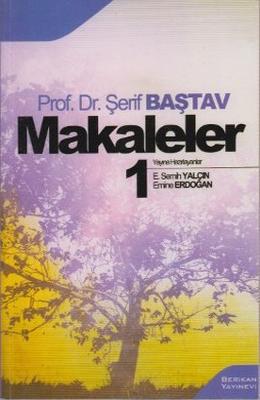 Prof. Dr. Şerif BAŞTAV
Makaleler
1
Yayına Hazırlayanlar
E. Semih YALÇIN
Emine ERDOĞAN
BERİKAN
YAYINEVİ